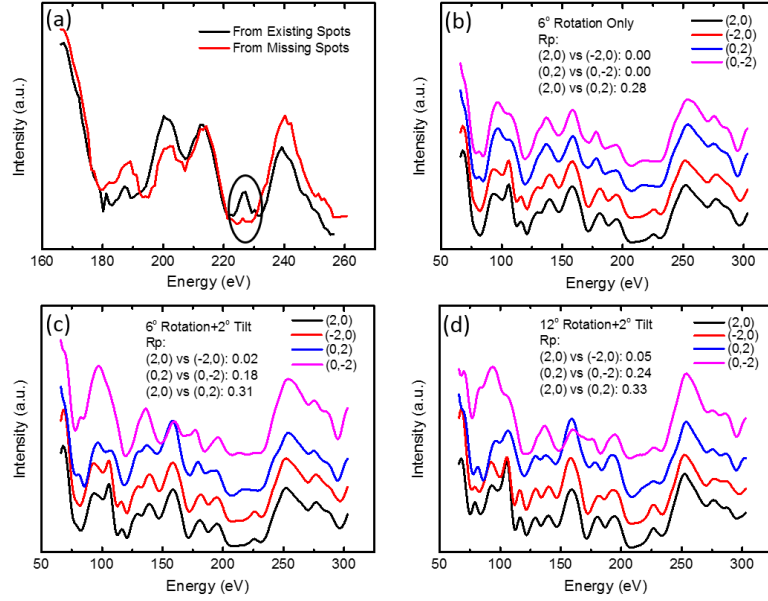 (a)
From Existing Spots
From Missing Spots
Intensity (a.u.)
160 180 200 220 240 260
Energy (eV)
(b)
6° Rotation Only
Rp:
(2,0) vs (-2,0): 0.00
(0,2) vs (0,-2): 0.00
(2,0) vs (0,2): 0.28
(2,0)
(-2,0)
(0,2)
(0,-2)
Intensity (a.u.)
50 100 150 200 250 300
Energy (eV)
(c)
6° Rotation+2° Tilt
Rp:
(2,0) vs (-2,0): 0.02
(0,2) vs (0,-2): 0.18
(2,0) vs (0,2): 0.31
(2,0)
(-2,0)
(0,2)
(0,-2)
Intensity (a.u.)
50 100 150 200 250 300
Energy (eV)
(d)
12° Rotation+2° Tilt
Rp:
(2,0) vs (-2,0): 0.05
(0,2) vs (0,-2): 0.24
(2,0) vs (0,2): 0.33
(2,0)
(-2,0)
(0,2)
(0,-2)
Intensity (a.u.)
50 100 150 200 250 300
Energy (eV)